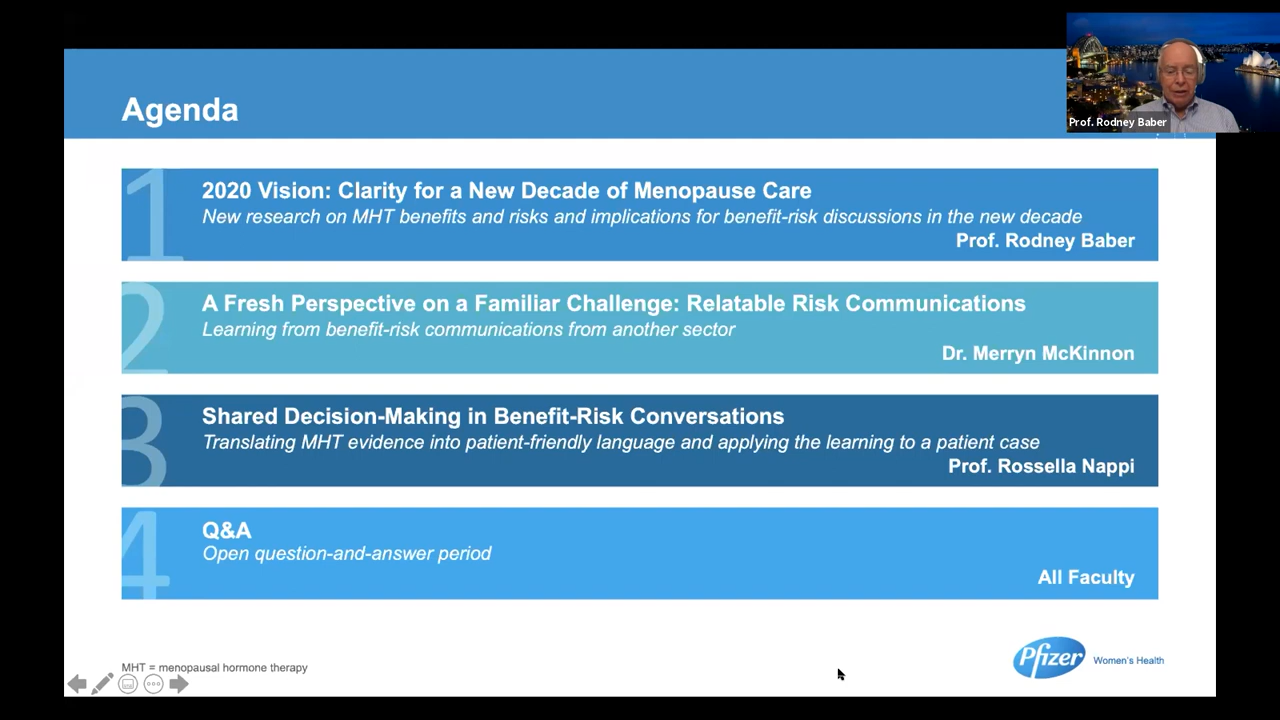 Agenda
Prof. Rodney Baber
1
2020 Vision: Clarity for a New Decade of Menopause Care
New research on MHT benefits and risks and implications for benefit-risk discussions in the new decade
Prof. Rodney Baber
2
A Fresh Perspective on a Familiar Challenge: Relatable Risk Communications
Learning from benefit-risk communications from another sector
Dr. Merryn McKinnon
3
Shared Decision-Making in Benefit-Risk Conversations
Translating MHT evidence into patient-friendly language and applying the learning to a patient case
Prof. Rossella Nappi
4
Q&A
Open question-and-answer period
All Faculty
MHT = menopausal hormone therapy
Pfizer Women's Health